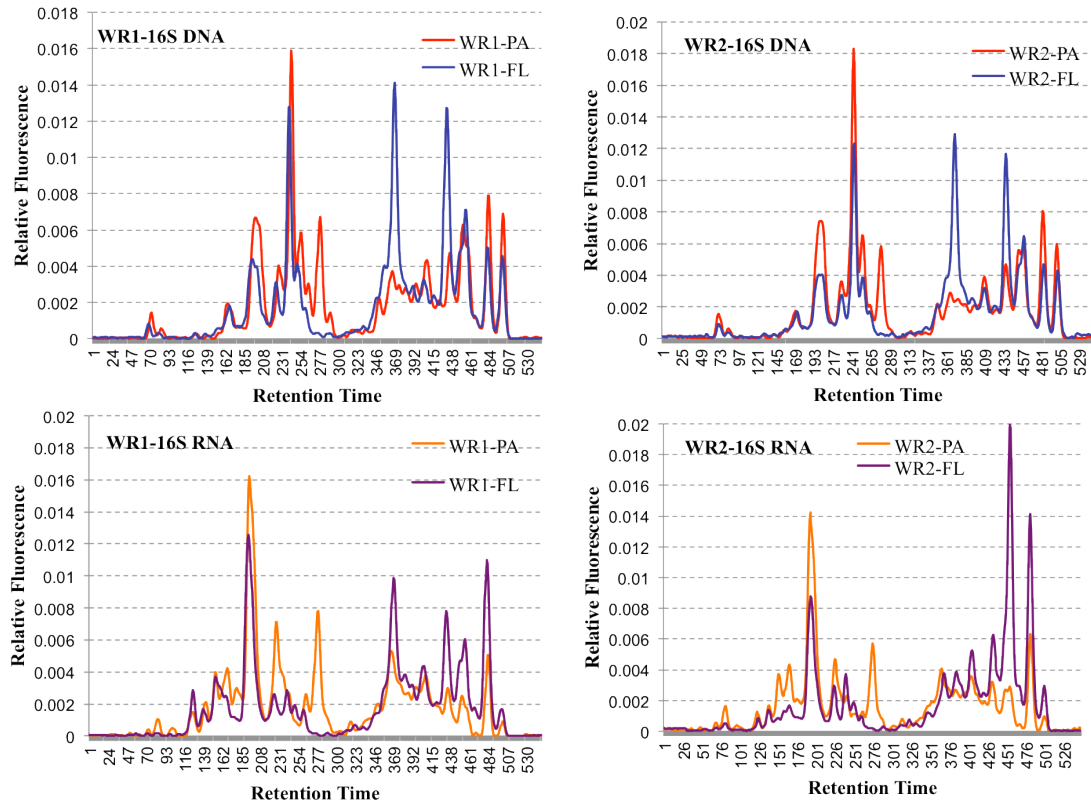 WR1-16S DNA
WR1-PA
WR1-FL
Relative Fluorescence
0.018
0.016
0.014
0.012
0.01
0.008
0.006
0.004
0.002
0
1 24 47 70 93 116 139 162 185 208 231 254 277 300 323 346 369 392 415 438 461 484 507 530
Retention Time
WR2-16S DNA
WR2-PA
WR2-FL
Relative Fluorescence
0.02
0.018
0.016
0.014
0.012
0.01
0.008
0.006
0.004
0.002
0
1 25 49 73 97 121 145 169 193 217 241 265 289 313 337 361 385 409 433 457 481 505 529
Retention Time
WR1-16S RNA
WR1-PA
WR1-FL
Relative Fluorescence
0.02
0.018
0.016
0.014
0.012
0.01
0.008
0.006
0.004
0.002
0
1 24 47 70 93 116 139 162 185 208 231 254 277 300 323 346 369 392 415 438 461 484 507 530
Retention Time
WR2-16S RNA
WR2-PA
WR2-FL
Relative Fluorescence
0.02
0.018
0.016
0.014
0.012
0.01
0.008
0.006
0.004
0.002
0
1 26 51 76 101 126 151 176 201 226 251 276 301 326 351 376 401 426 451 476 501 526
Retention Time